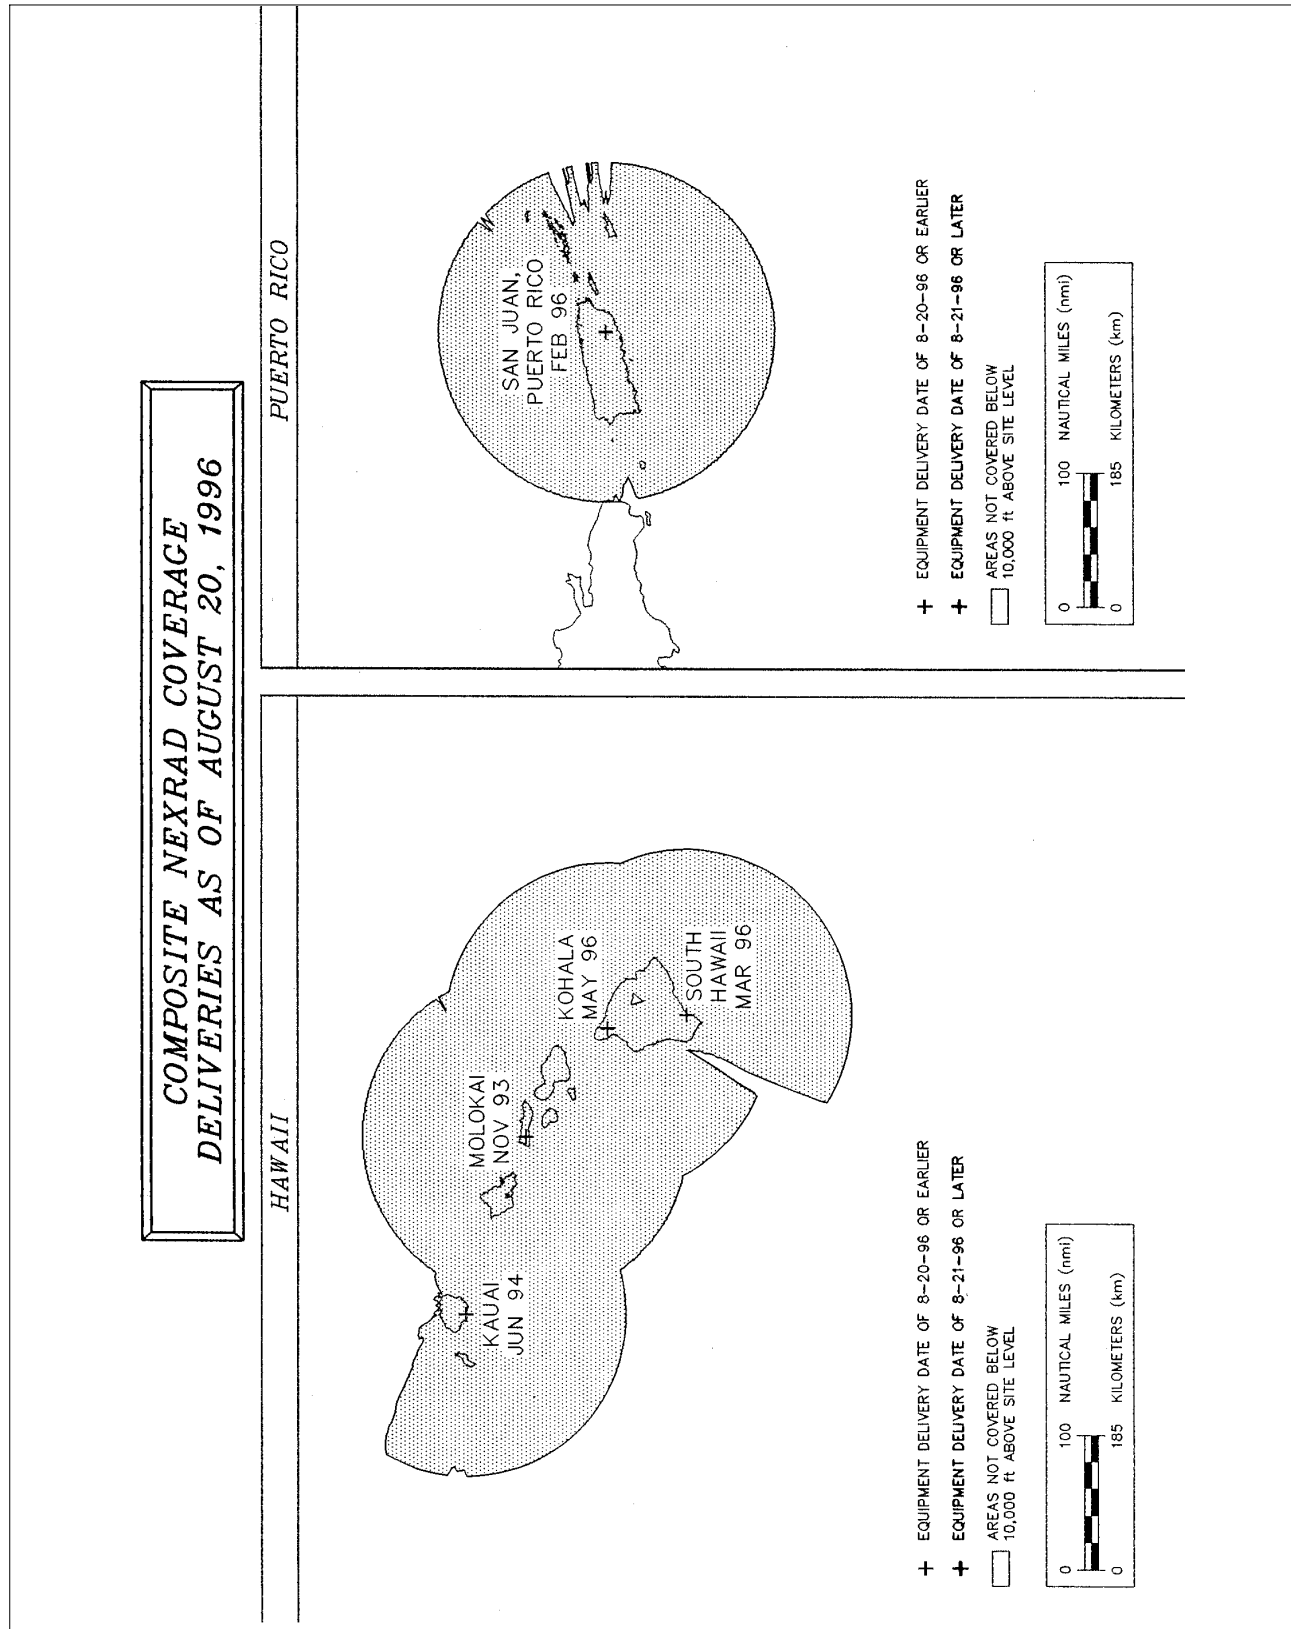 COMPOSITE NEXRAD COVERAGE
DELIVERIES AS OF AUGUST 20, 1996
HAWAII
KAUAI
JUN 94
MOLOKAI
NOV 93
KOHALA
MAY 96
SOUTH
HAWAII
MAR 96
+ EQUIPMENT DELIVERY DATE OF 8-20-96 OR EARLIER
+ EQUIPMENT DELIVERY DATE OF 8-21-96 OR LATER
AREAS NOT COVERED BELOW
10,000 ft ABOVE SITE LEVEL
0 100 NAUTICAL MILES (nmi)
0 185 KILOMETERS (km)
PUERTO RICO
SAN JUAN,
PUERTO RICO
FEB 96
+ EQUIPMENT DELIVERY DATE OF 8-20-96 OR EARLIER
+ EQUIPMENT DELIVERY DATE OF 8-21-96 OR LATER
AREAS NOT COVERED BELOW
10,000 ft ABOVE SITE LEVEL
0 100 NAUTICAL MILES (nmi)
0 185 KILOMETERS (km)